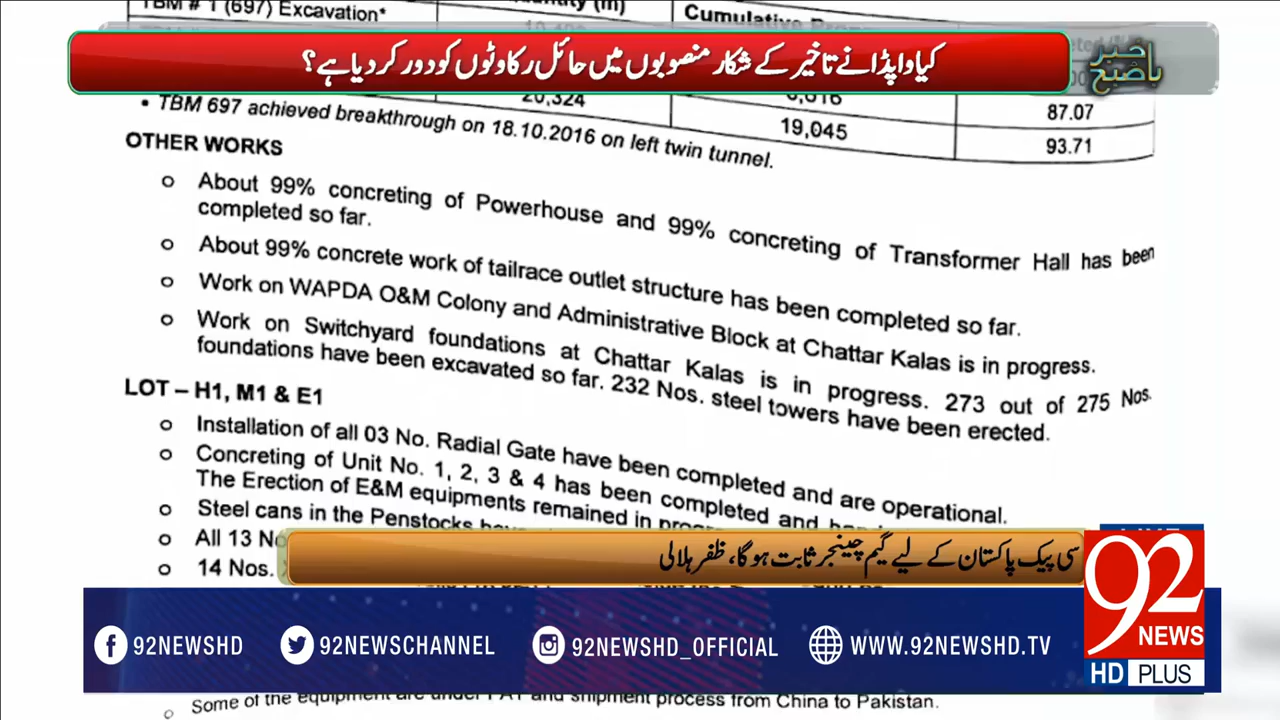 TBM # 1 (697) Excavation*
(m)
Cumulative
کیا واپڈا نے تاخیر کے شکار منصوبوں میں حائل رکاوٹوں کو دور کر دیا ہے؟
باخبر صبح
20,324
87.07
19,045
93.71
• TBM 697 achieved breakthrough on 18.10.2016 on left twin tunnel.
OTHER WORKS
o About 99% concreting of Powerhouse and 99% concreting of Transformer Hall has been
completed so far.
o About 99% concrete work of tailrace outlet structure has been completed so far.
o Work on WAPDA O&M Colony and Administrative Block at Chattar Kalas is in progress.
o Work on Switchyard foundations at Chattar Kalas is in progress. 273 out of 275 Nos.
foundations have been excavated so far. 232 Nos. steel towers have been erected.
LOT – H1, M1 & E1
o Installation of all 03 No. Radial Gate have been completed and are operational.
o Concreting of Unit No. 1, 2, 3 & 4 has been completed and
The Erection of E&M equipments remained in
o Steel cans in the Penstocks
o All 13
o 14 Nos.
سی پیک پاکستان کے لیے گیم چینجر ثابت ہو گا، ظفر ہلالی
92 NEWS
HD PLUS
92NEWSHD
92NEWSCHANNEL
92NEWSHD_OFFICIAL
WWW.92NEWSHD.TV
o Some of the equipment are under FAT and shipment process from China to Pakistan.